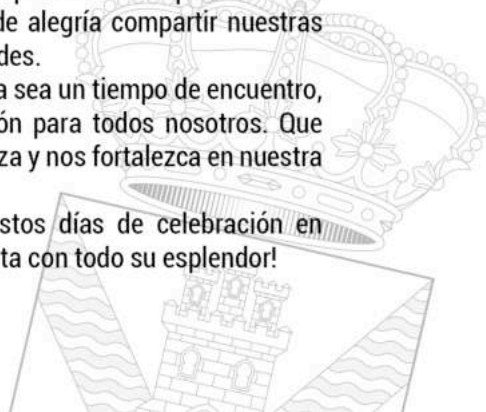 de alegría compartir nuestras
des.
a sea un tiempo de encuentro,
ón para todos nosotros. Que
za y nos fortalezca en nuestra
stos días de celebración en
ta con todo su esplendor!